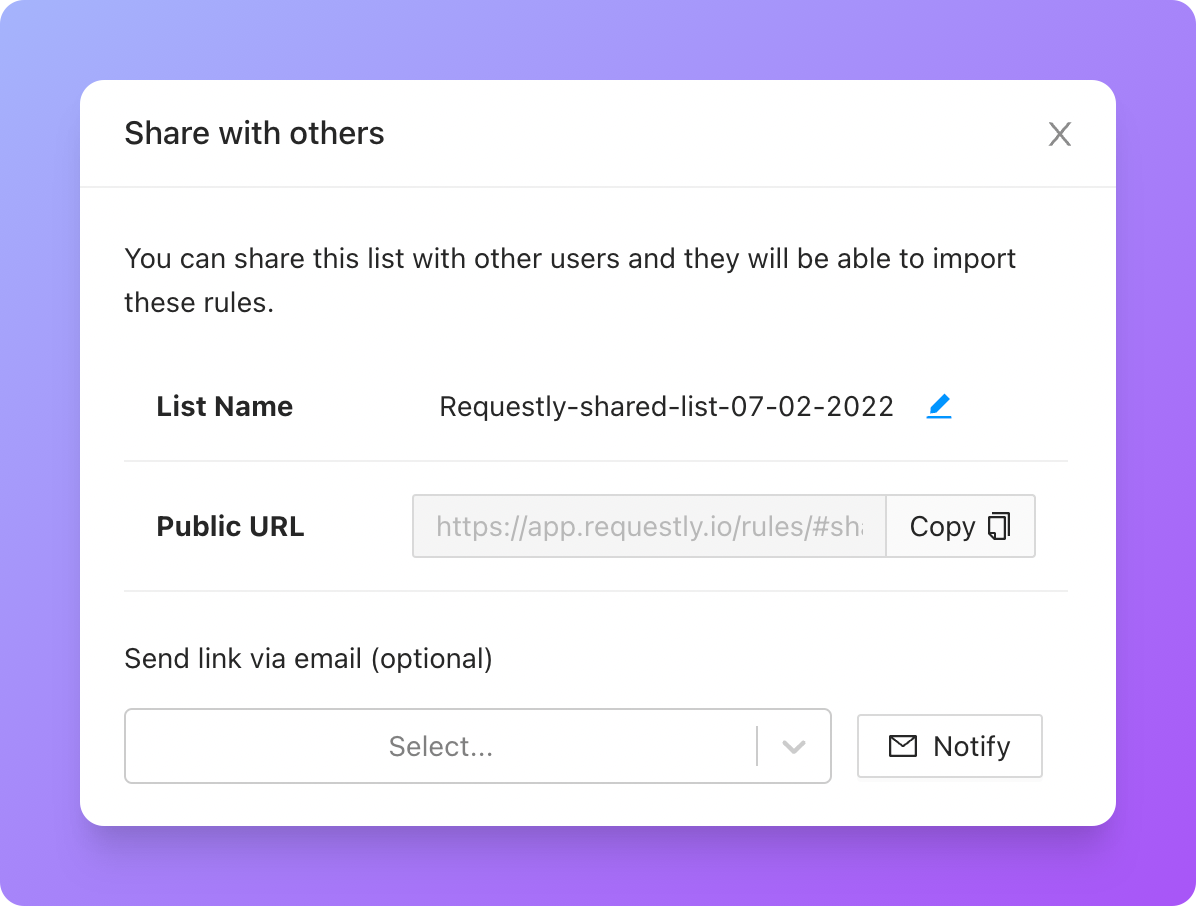 Share with others
You can share this list with other users and they will be able to import
these rules.
List Name
Requestly-shared-list-07-02-2022
Public URL
https://app.requestly.io/rules/#sha
Copy
Send link via email (optional)
Select...
Notify